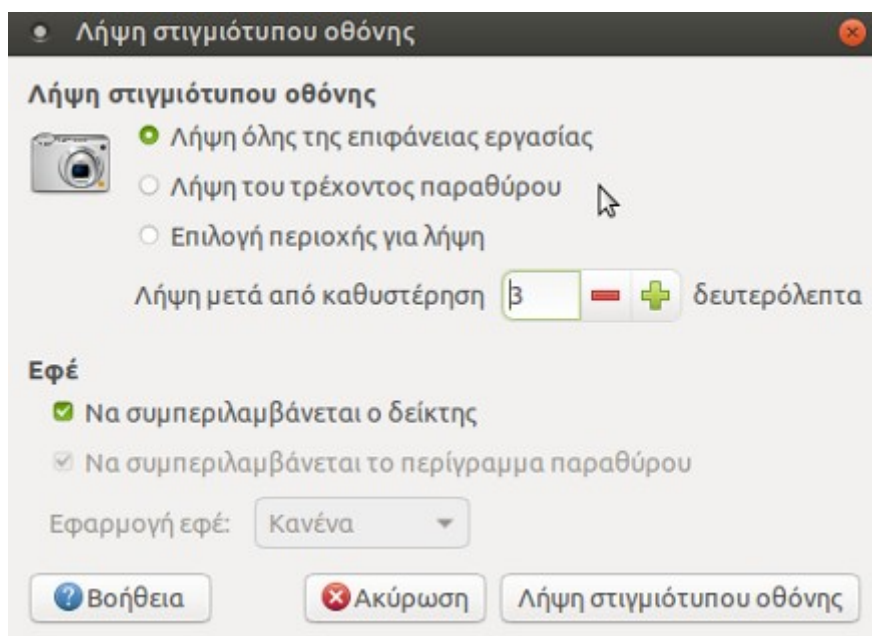 Λήψη στιγμιότυπου οθόνης
Λήψη στιγμιότυπου οθόνης
Λήψη όλης της επιφάνειας εργασίας
Λήψη του τρέχοντος παραθύρου
Επιλογή περιοχής για λήψη
Λήψη μετά από καθυστέρηση 3 δευτερόλεπτα
Εφέ
Να συμπεριλαμβάνεται ο δείκτης
Να συμπεριλαμβάνεται το περίγραμμα παραθύρου
Εφαρμογή εφέ: Κανένα
Βοήθεια Ακύρωση Λήψη στιγμιότυπου οθόνης